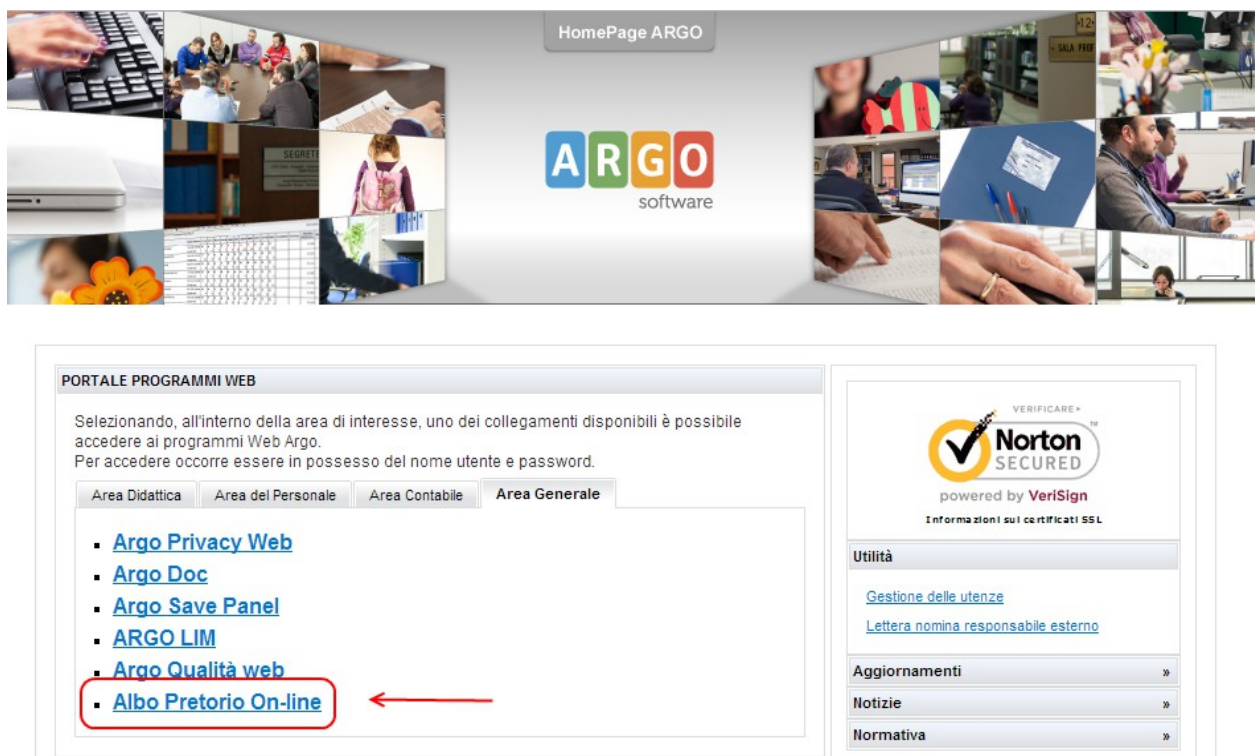 HomePage ARGO
ARGO
software
SALA PROF
PORTALE PROGRAMMI WEB
Selezionando, all'interno della area di interesse, uno dei collegamenti disponibili è possibile
accedere ai programmi Web Argo.
Per accedere occorre essere in possesso del nome utente e password.
Area Didattica
Area del Personale
Area Contabile
Area Generale
Argo Privacy Web
Argo Doc
Argo Save Panel
ARGO LIM
Argo Qualità web
Albo Pretorio On-line
VERIFICARE
Norton
SECURED
powered by VeriSign
Informazioni sui certificati SSL
Utilità
Gestione delle utenze
Lettera nomina responsabile esterno
Aggiornamenti »
Notizie »
Normativa »